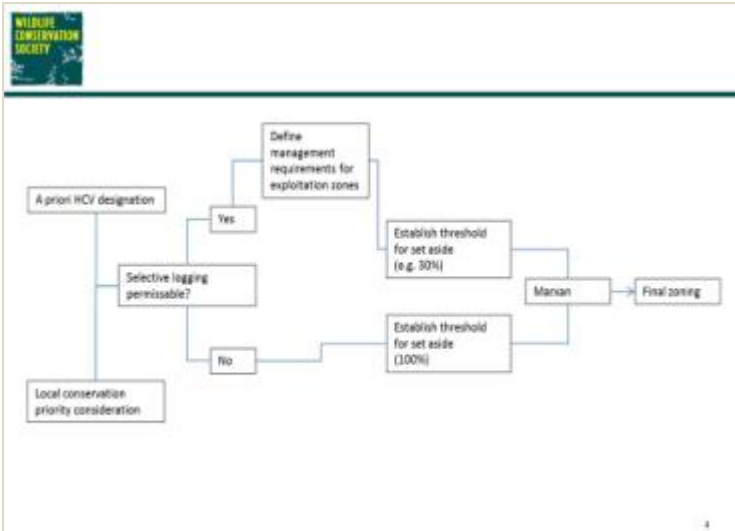 WILDLIFE
CONSERVATION
SOCIETY
Define
management
requirements for
exploitation zones
A priori HCV designation
Yes
Establish threshold
for set aside
(e.g. 30%)
Selective logging
permissable?
Marxan
Final zoning
Establish threshold
for set aside
(100%)
No
Local conservation
priority consideration
4